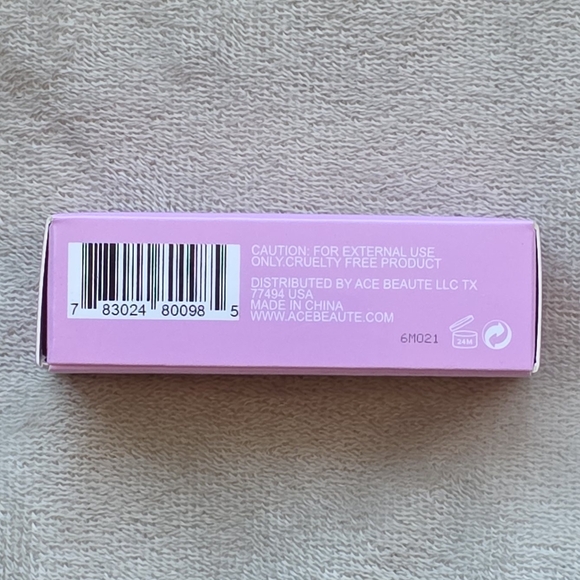 CAUTION: FOR EXTERNAL USE
ONLY.CRUELTY FREE PRODUCT
DISTRIBUTED BY ACE BEAUTE LLC TX
77494 USA
MADE IN CHINA
WWW.ACEBEAUTE.COM
7 83024 80098 5
6M021
24M